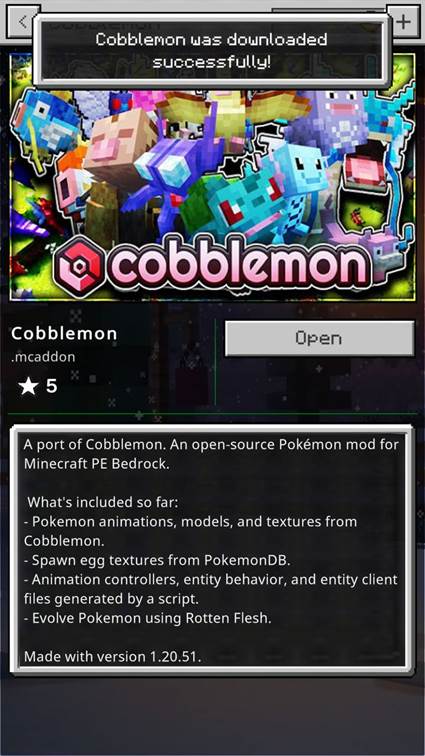 Cobblemon was downloaded
successfully!
cobblemon
Cobblemon
.mcaddon
★ 5
Open
A port of Cobblemon. An open-source Pokémon mod for
Minecraft PE Bedrock.
What's included so far:
- Pokemon animations, models, and textures from
Cobblemon.
- Spawn egg textures from PokemonDB.
- Animation controllers, entity behavior, and entity client
files generated by a script.
- Evolve Pokemon using Rotten Flesh.
Made with version 1.20.51.